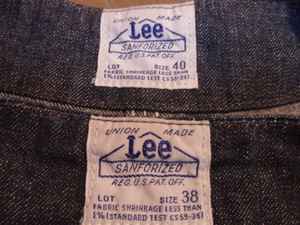 UNION MADE
Lee
SANFORIZED
REG. U.S. PAT. OFF.
LOT SIZE 40
FABRIC SHRINKAGE LESS THAN
1% (STANDARD TEST CS 59-36)
UNION MADE
Lee
SANFORIZED
REG. U.S. PAT. OFF.
LOT SIZE 38
FABRIC SHRINKAGE LESS THAN
1% (STANDARD TEST CS 59-36)